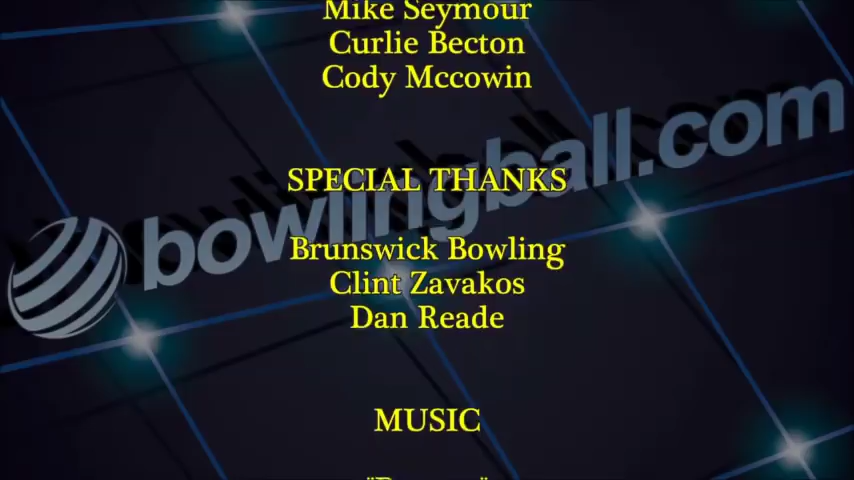 Mike Seymour
Curlie Becton
Cody Mccowin
bowlingball.com
SPECIAL THANKS
Brunswick Bowling
Clint Zavakos
Dan Reade
MUSIC